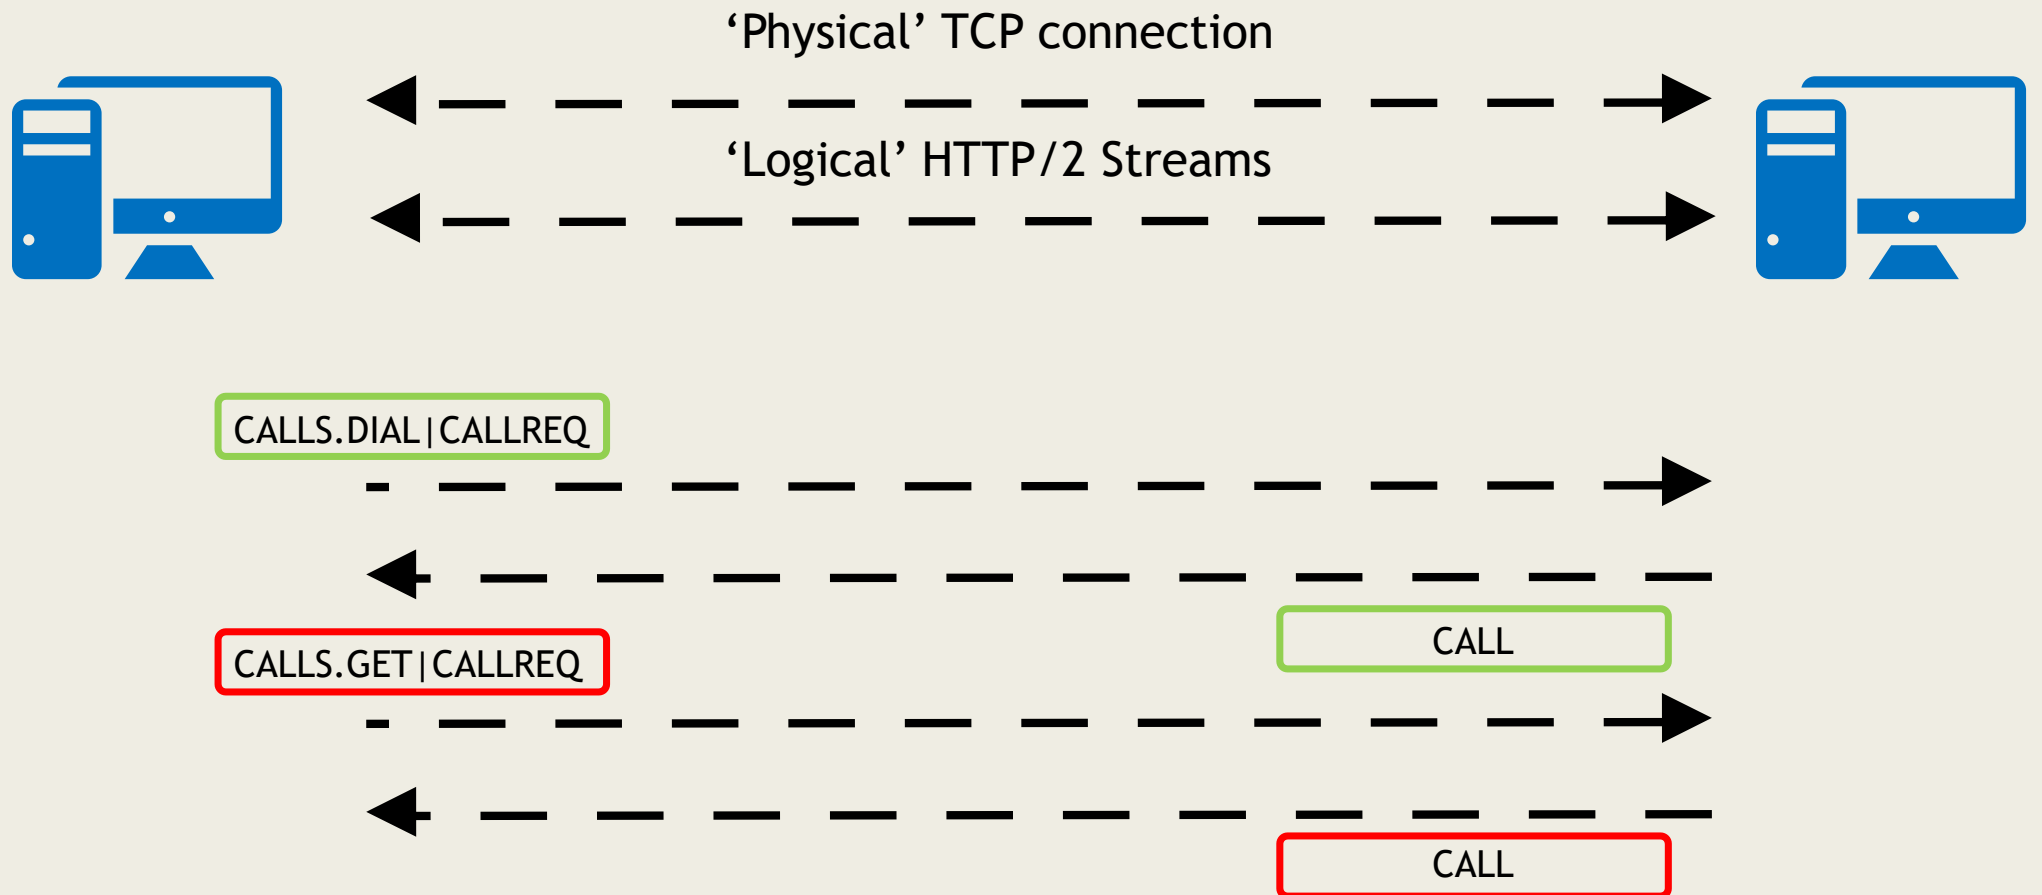 ‘Physical’ TCP connection
‘Logical’ HTTP/2 Streams
CALLS.DIAL|CALLREQ
CALL
CALLS.GET|CALLREQ
CALL